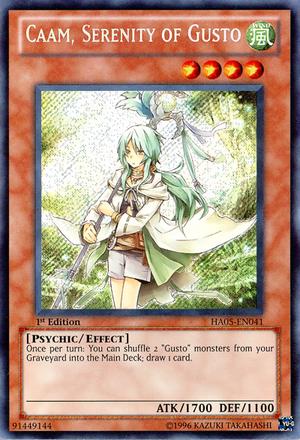 CAAM, SERENITY OF GUSTO
WIND
風
1st Edition
HA05-EN041
[PSYCHIC/EFFECT]
Once per turn: You can shuffle 2 "Gusto" monsters from your
Graveyard into the Main Deck; draw 1 card.
ATK/1700 DEF/1100
91449144
©1996 KAZUKI TAKAHASHI